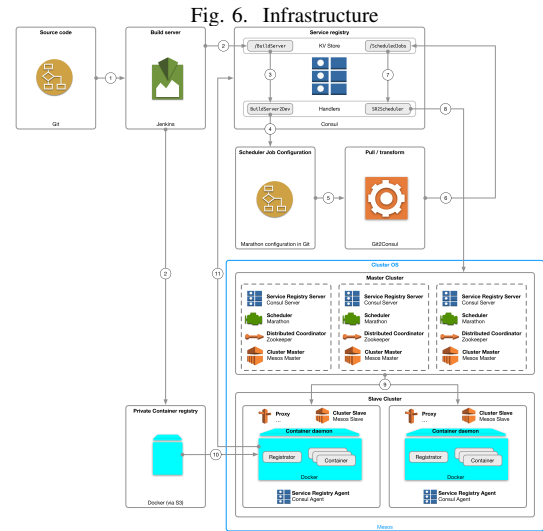 Fig. 6. Infrastructure
Source code
Build server
Service registry
/BuildServer
KV Store
/ScheduledJobs
1
2
3
7
BuildServer2Dev
Handlers
SR2Scheduler
8
Git
Jenkins
Consul
4
Scheduler Job Configuration
Pull / transform
5
6
Marathon configuration in Git
Git2Consul
2
11
Cluster OS
Master Cluster
Service Registry Server
Consul Server
Scheduler
Marathon
Distributed Coordinator
Zookeeper
Cluster Master
Mesos Master
Service Registry Server
Consul Server
Scheduler
Marathon
Distributed Coordinator
Zookeeper
Cluster Master
Mesos Master
Service Registry Server
Consul Server
Scheduler
Marathon
Distributed Coordinator
Zookeeper
Cluster Master
Mesos Master
9
Slave Cluster
Private Container registry
Docker (via S3)
10
Proxy
...
Cluster Slave
Mesos Slave
Container daemon
Registrator
Container
Docker
Service Registry Agent
Consul Agent
Proxy
...
Cluster Slave
Mesos Slave
Container daemon
Registrator
Container
Docker
Service Registry Agent
Consul Agent
Mesos